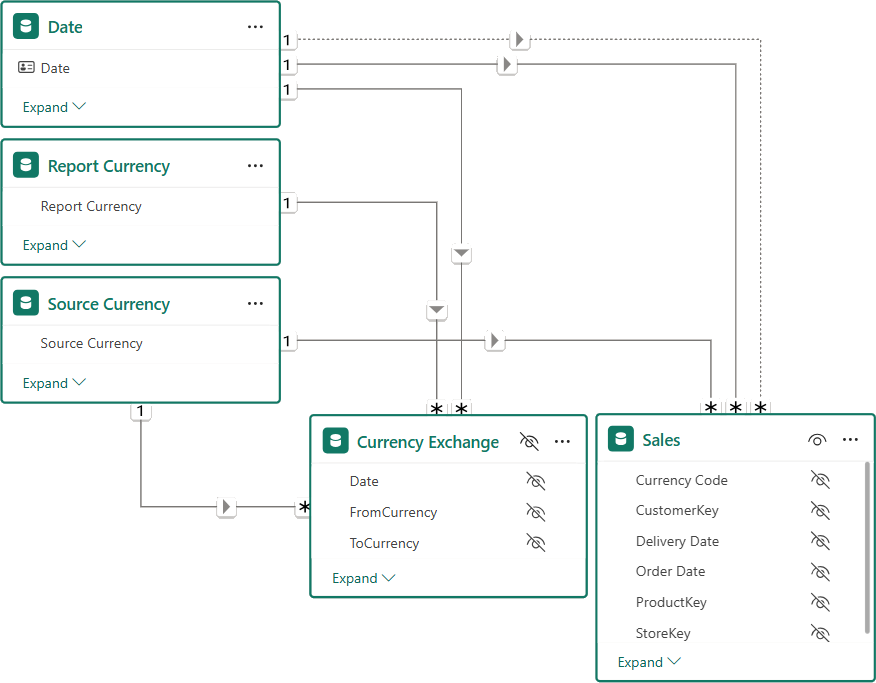 Date
...
Date
Expand
1
1
1
Report Currency
...
Report Currency
Expand
1
Source Currency
...
Source Currency
Expand
1
1
*
*
*
*
*
*
Currency Exchange
...
Date
FromCurrency
ToCurrency
Expand
Sales
...
Currency Code
CustomerKey
Delivery Date
Order Date
ProductKey
StoreKey
Expand